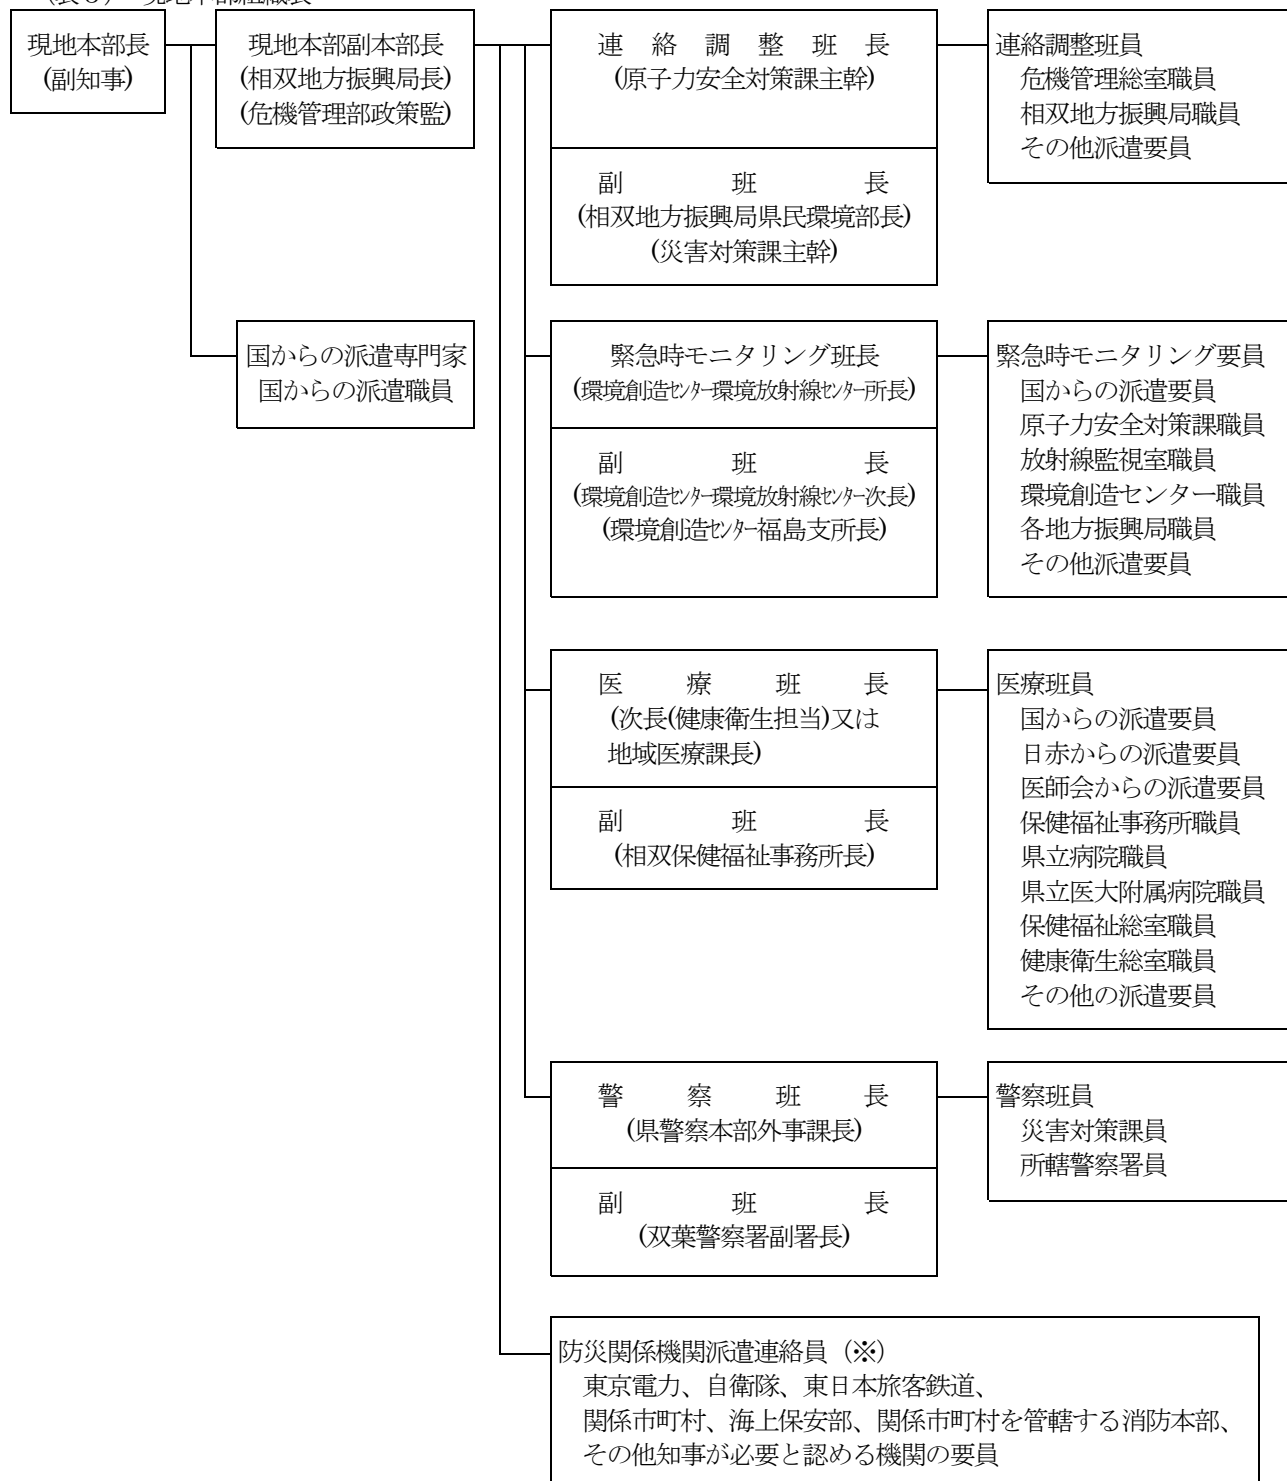 現地本部長
(副知事)
現地本部副本部長
(相双地方振興局長)
(危機管理部政策監)
国からの派遣専門家
国からの派遣職員
連絡調整班長
(原子力安全対策課主幹)
副班長
(相双地方振興局県民環境部長)
(災害対策課主幹)
連絡調整班員
危機管理総室職員
相双地方振興局職員
その他派遣要員
緊急時モニタリング班長
(環境創造ｾﾝﾀｰ環境放射線ｾﾝﾀｰ所長)
副班長
(環境創造ｾﾝﾀｰ環境放射線ｾﾝﾀｰ次長)
(環境創造ｾﾝﾀｰ福島支所長)
緊急時モニタリング要員
国からの派遣要員
原子力安全対策課職員
放射線監視室職員
環境創造センター職員
各地方振興局職員
その他派遣要員
医療班長
(次長(健康衛生担当)又は
地域医療課長)
副班長
(相双保健福祉事務所長)
医療班員
国からの派遣要員
日赤からの派遣要員
医師会からの派遣要員
保健福祉事務所職員
県立病院職員
県立医大附属病院職員
保健福祉総室職員
健康衛生総室職員
その他の派遣要員
警察班長
(県警察本部外事課長)
副班長
(双葉警察署副署長)
警察班員
災害対策課員
所轄警察署員
防災関係機関派遣連絡員（※）
東京電力、自衛隊、東日本旅客鉄道、
関係市町村、海上保安部、関係市町村を管轄する消防本部、
その他知事が必要と認める機関の要員